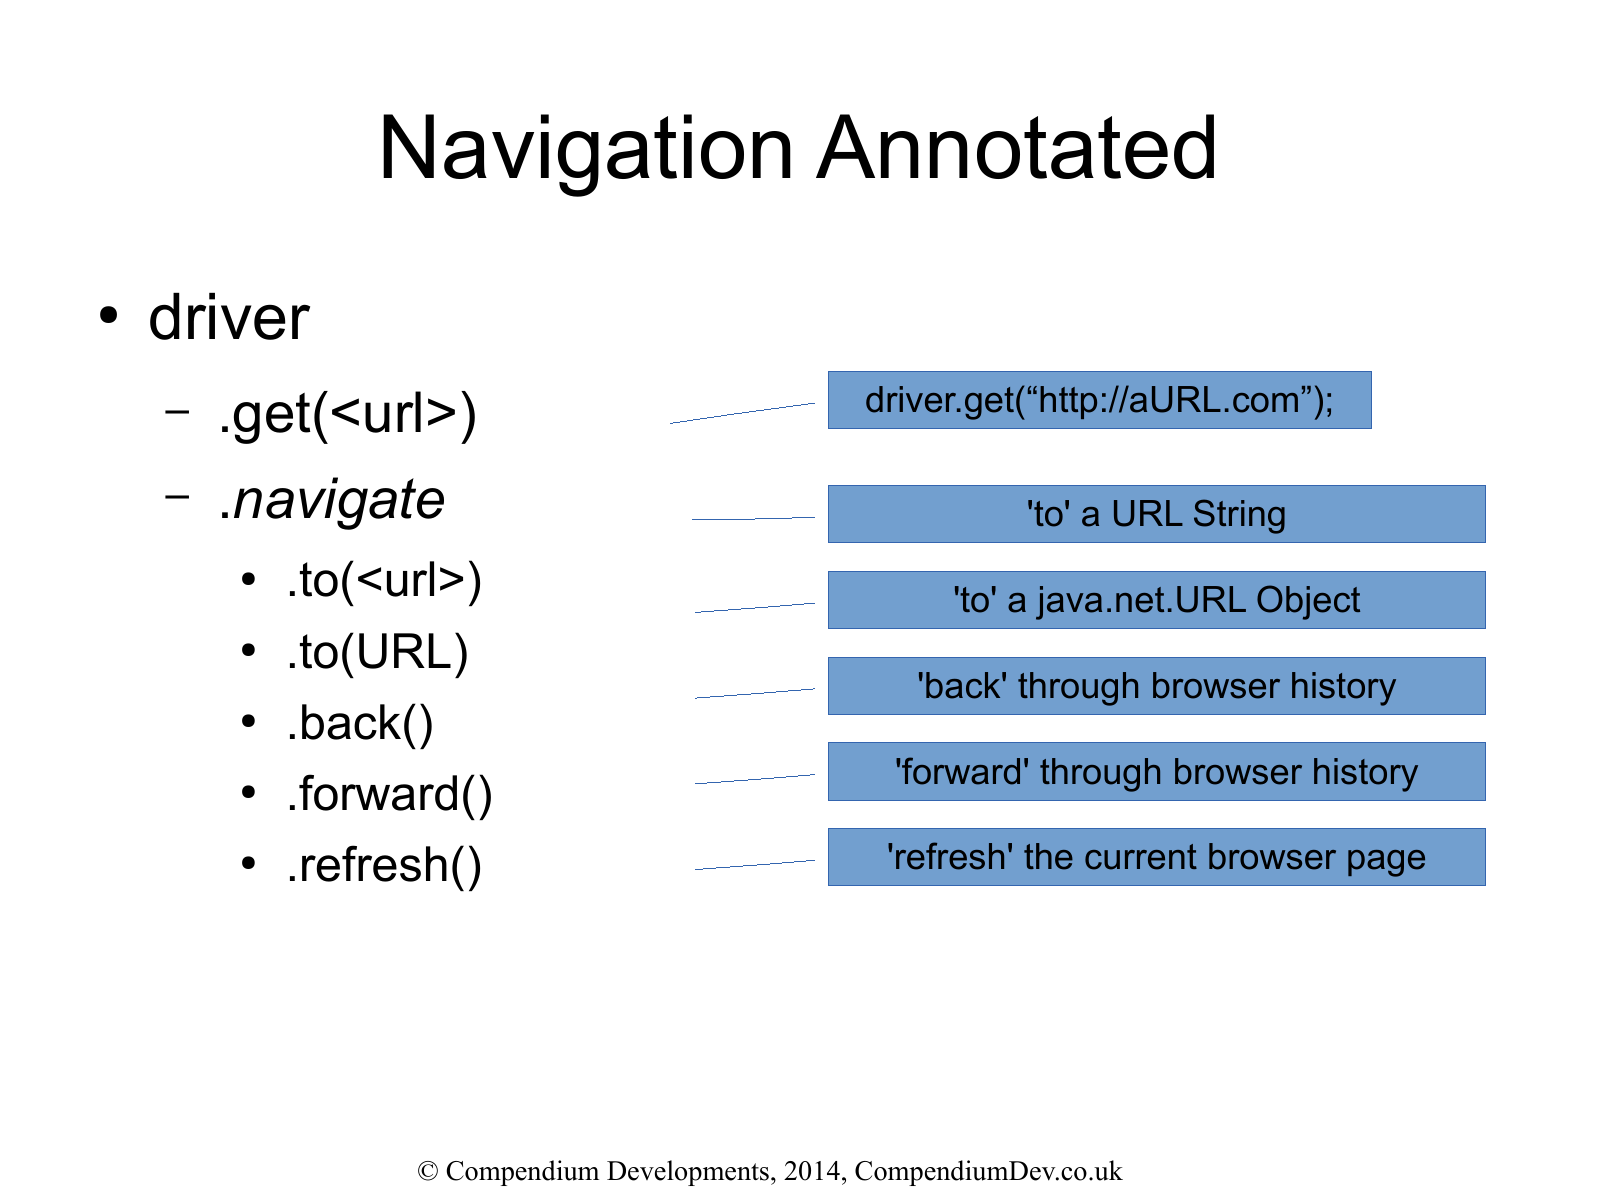 Navigation Annotated
• driver
– .get(<url>)
driver.get(“http://aURL.com”);
– .navigate
'to' a URL String
• .to(<url>)
'to' a java.net.URL Object
• .to(URL)
'back' through browser history
• .back()
'forward' through browser history
• .forward()
'refresh' the current browser page
• .refresh()
© Compendium Developments, 2014, CompendiumDev.co.uk